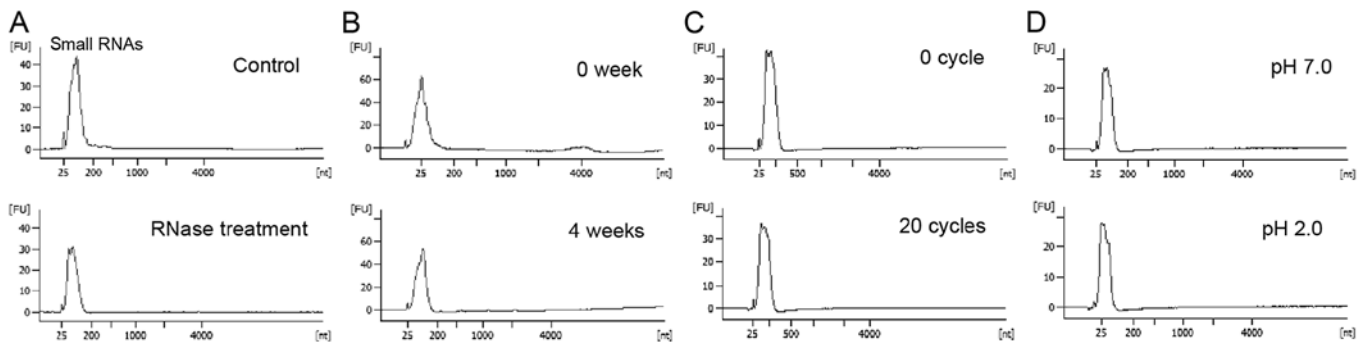 A B C D
[FU] Small RNAs Control
50
40
30
20
10
0
25 200 1000 4000 [nt]
[FU] 0 week
60
40
20
0
25 200 1000 4000 [nt]
[FU] 0 cycle
30
20
10
0
25 500 4000 [nt]
[FU] pH 7.0
30
20
10
0
25 200 1000 4000 [nt]
[FU] RNase treatment
40
30
20
10
0
25 200 1000 4000 [nt]
[FU] 4 weeks
60
40
20
0
25 200 1000 4000 [nt]
[FU] 20 cycles
30
20
10
0
25 500 4000 [nt]
[FU] pH 2.0
30
20
10
0
25 200 1000 4000 [nt]